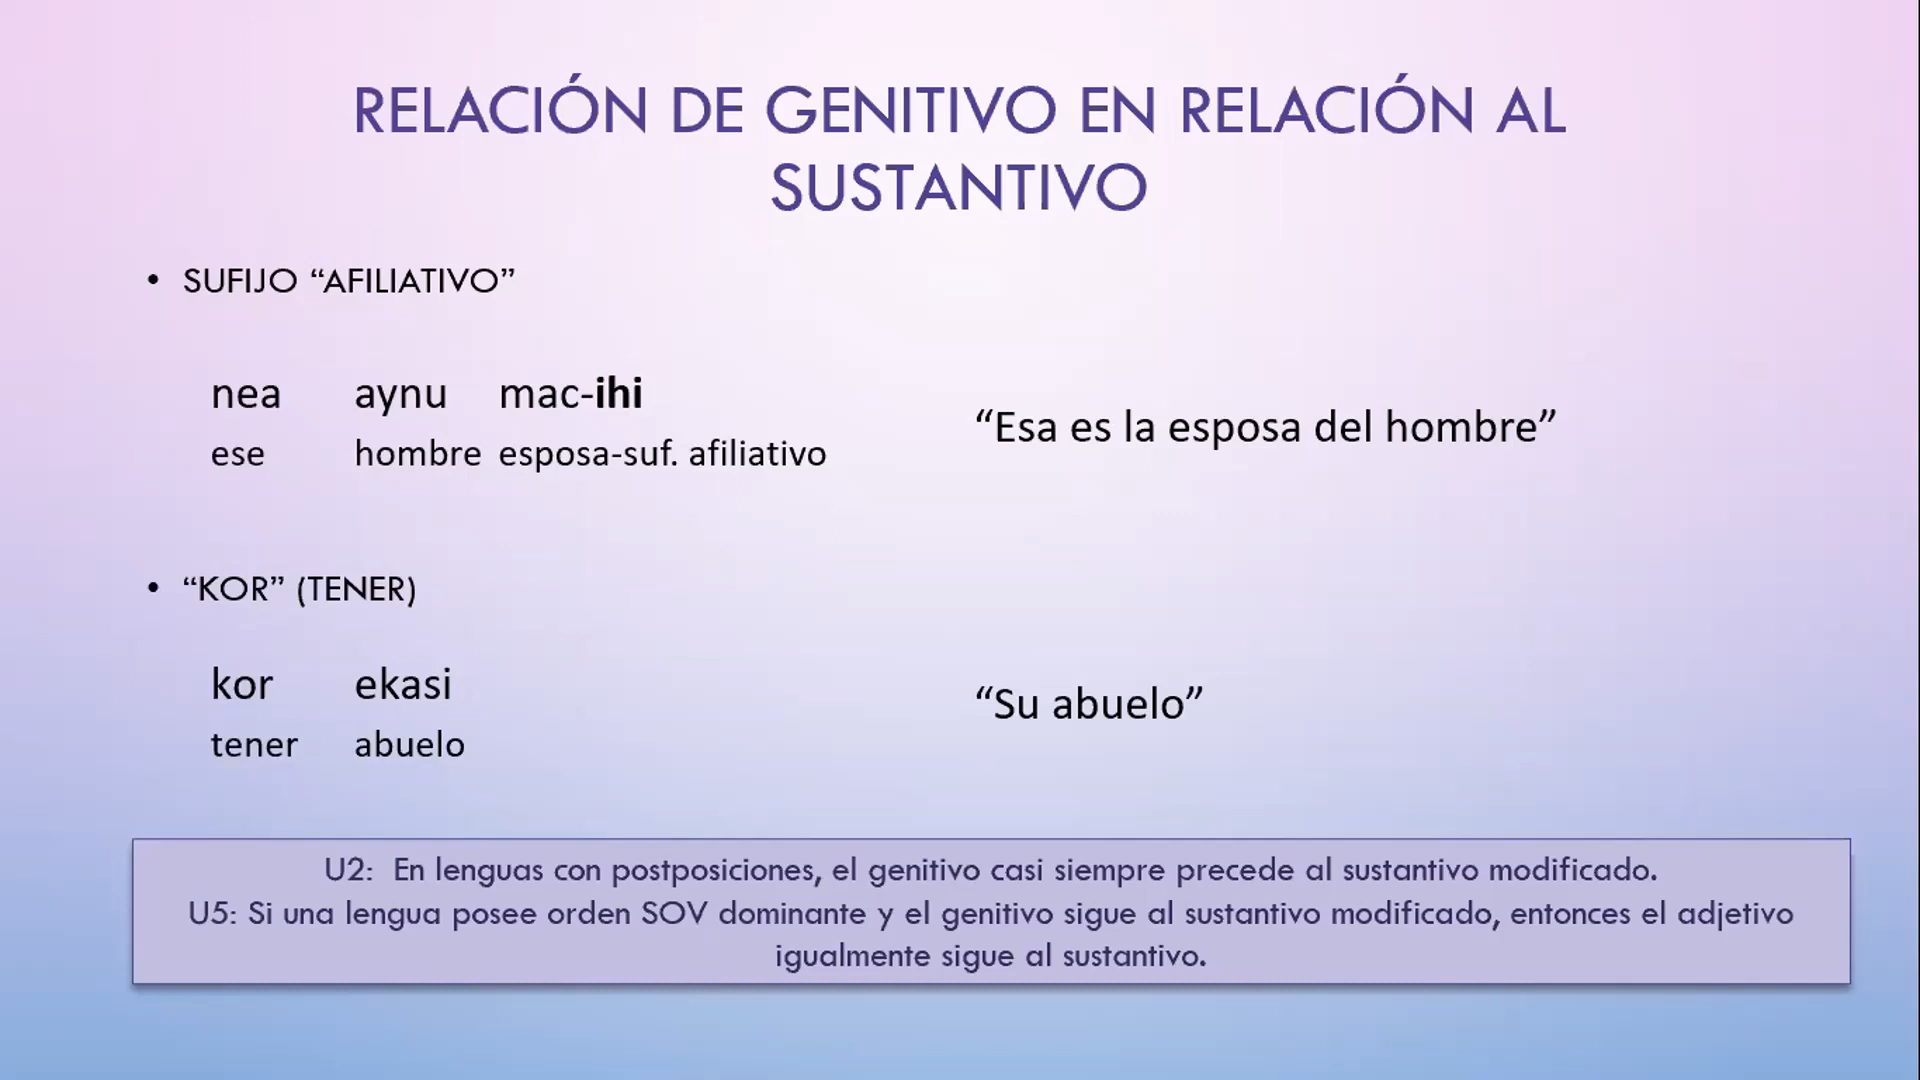 RELACIÓN DE GENITIVO EN RELACIÓN AL
SUSTANTIVO
• SUFIJO “AFILIATIVO”
nea aynu mac-ihi
ese hombre esposa-suf. afiliativo
“Esa es la esposa del hombre”
• “KOR” (TENER)
kor ekasi
tener abuelo
“Su abuelo”
U2: En lenguas con postposiciones, el genitivo casi siempre precede al sustantivo modificado.
U5: Si una lengua posee orden SOV dominante y el genitivo sigue al sustantivo modificado, entonces el adjetivo
igualmente sigue al sustantivo.